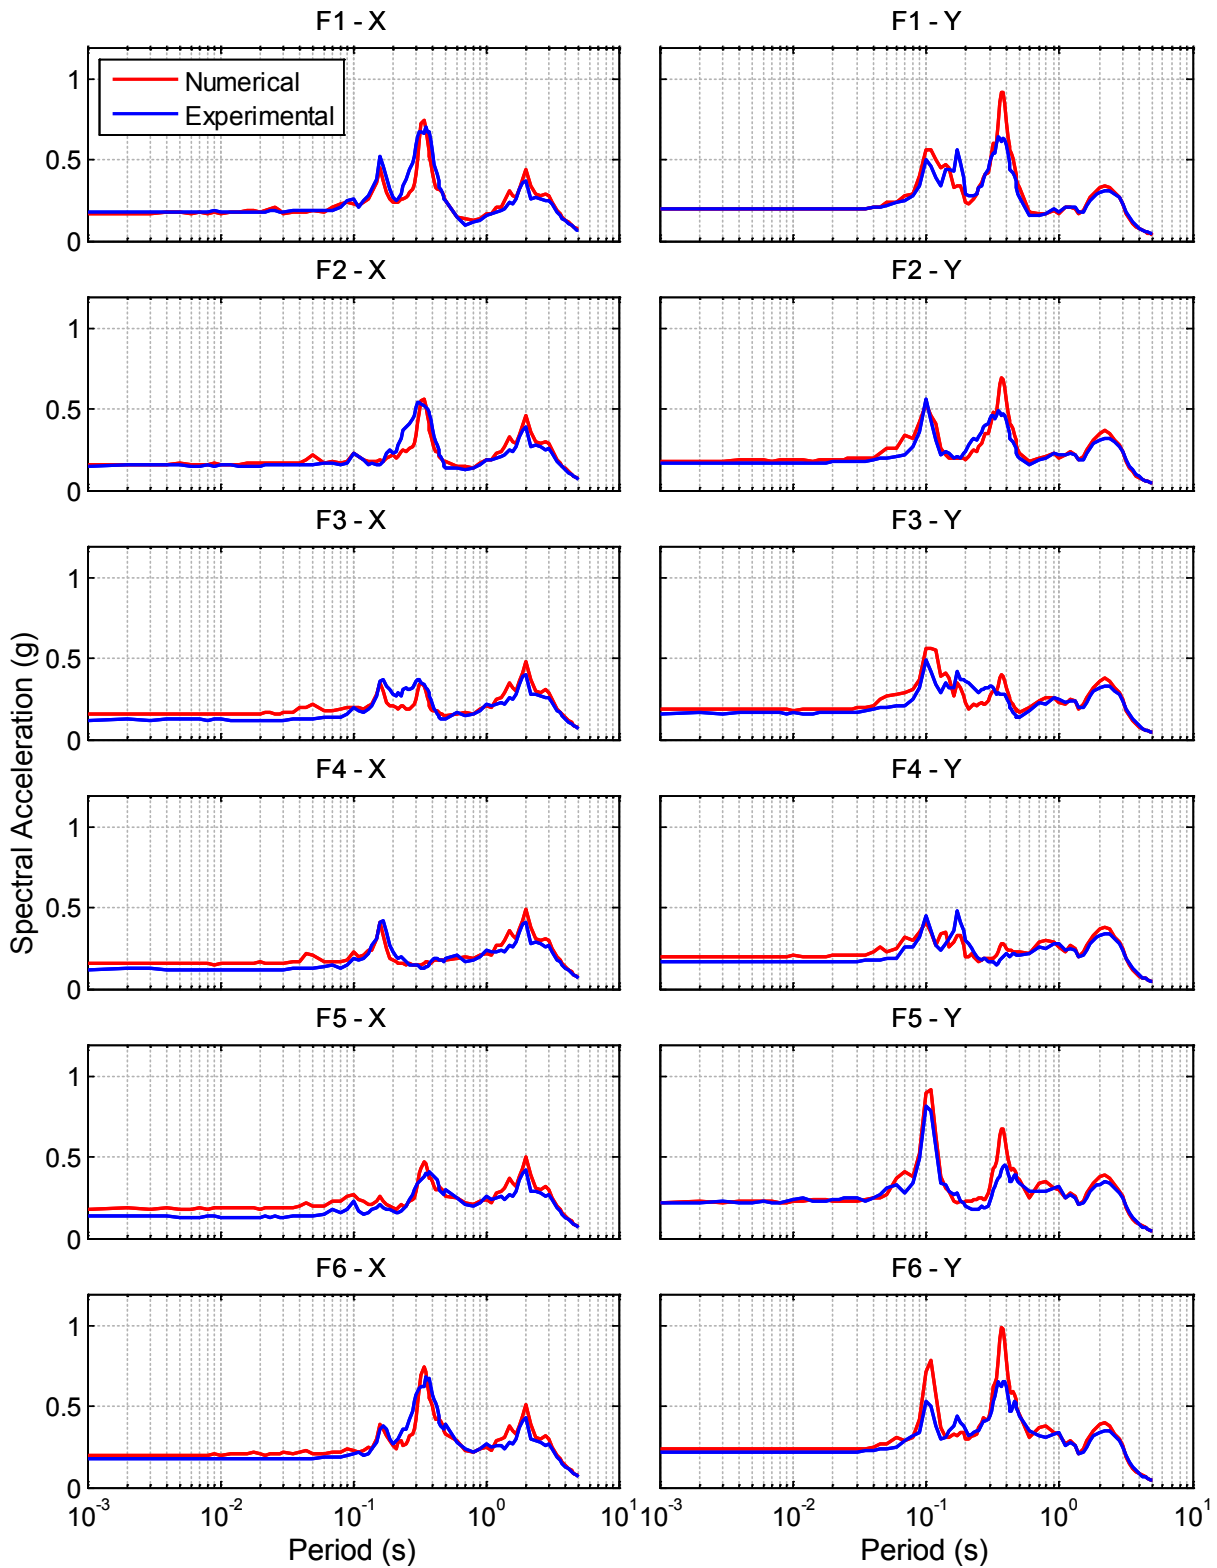 F1 - X F1 - Y
1
Numerical
Experimental
0.5
0
F2 - X F2 - Y
1
0.5
0
F3 - X F3 - Y
1
0.5
0
F4 - X F4 - Y
1
0.5
0
F5 - X F5 - Y
1
0.5
0
F6 - X F6 - Y
1
0.5
0
Spectral Acceleration (g)
10⁻³ 10⁻² 10⁻¹ 10⁰ 10¹ 10⁻³ 10⁻² 10⁻¹ 10⁰ 10¹
Period (s) Period (s)